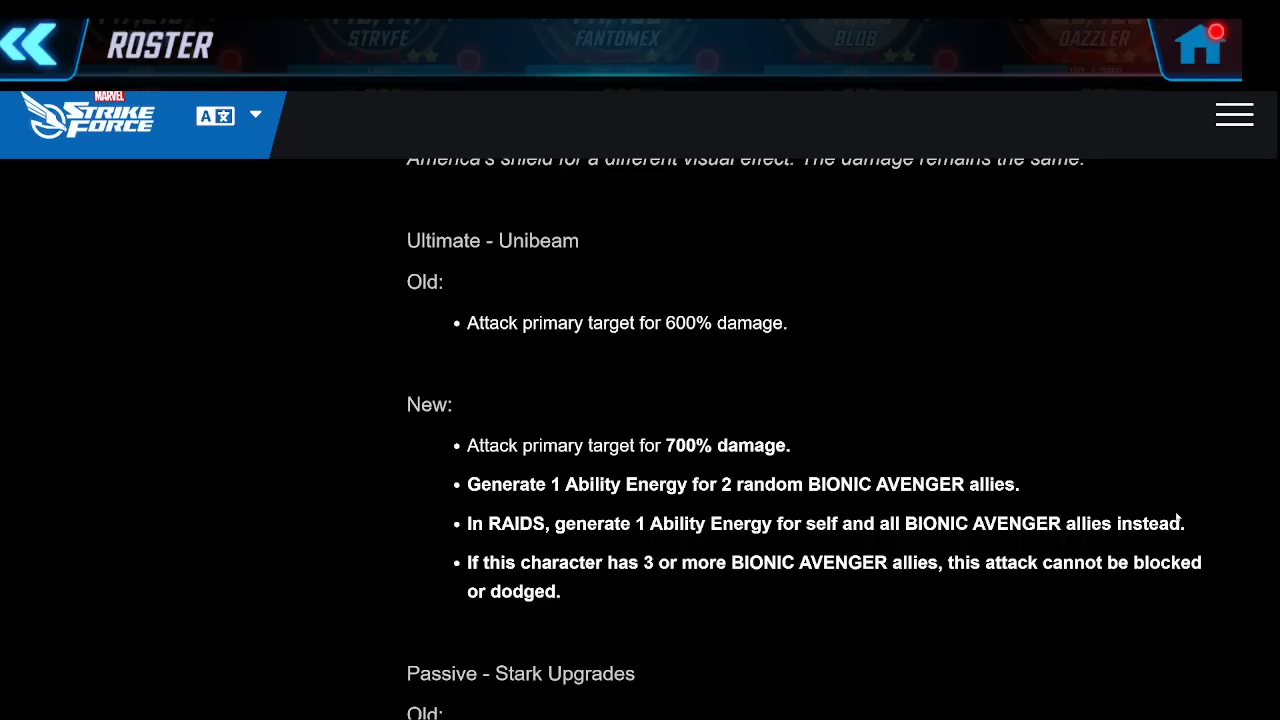 ROSTER
STRYFE
FANTOMEX
BLOB
DAZZLER
MARVEL
STRIKE
FORCE
A
America's shield for a different visual effect. The damage remains the same.
Ultimate - Unibeam
Old:
• Attack primary target for 600% damage.
New:
• Attack primary target for 700% damage.
• Generate 1 Ability Energy for 2 random BIONIC AVENGER allies.
• In RAIDS, generate 1 Ability Energy for self and all BIONIC AVENGER allies instead.
• If this character has 3 or more BIONIC AVENGER allies, this attack cannot be blocked
or dodged.
Passive - Stark Upgrades
Old: